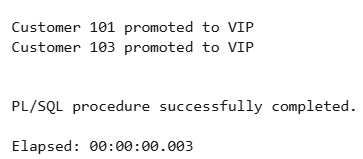 Customer 101 promoted to VIP
Customer 103 promoted to VIP
PL/SQL procedure successfully completed.
Elapsed: 00:00:00.003